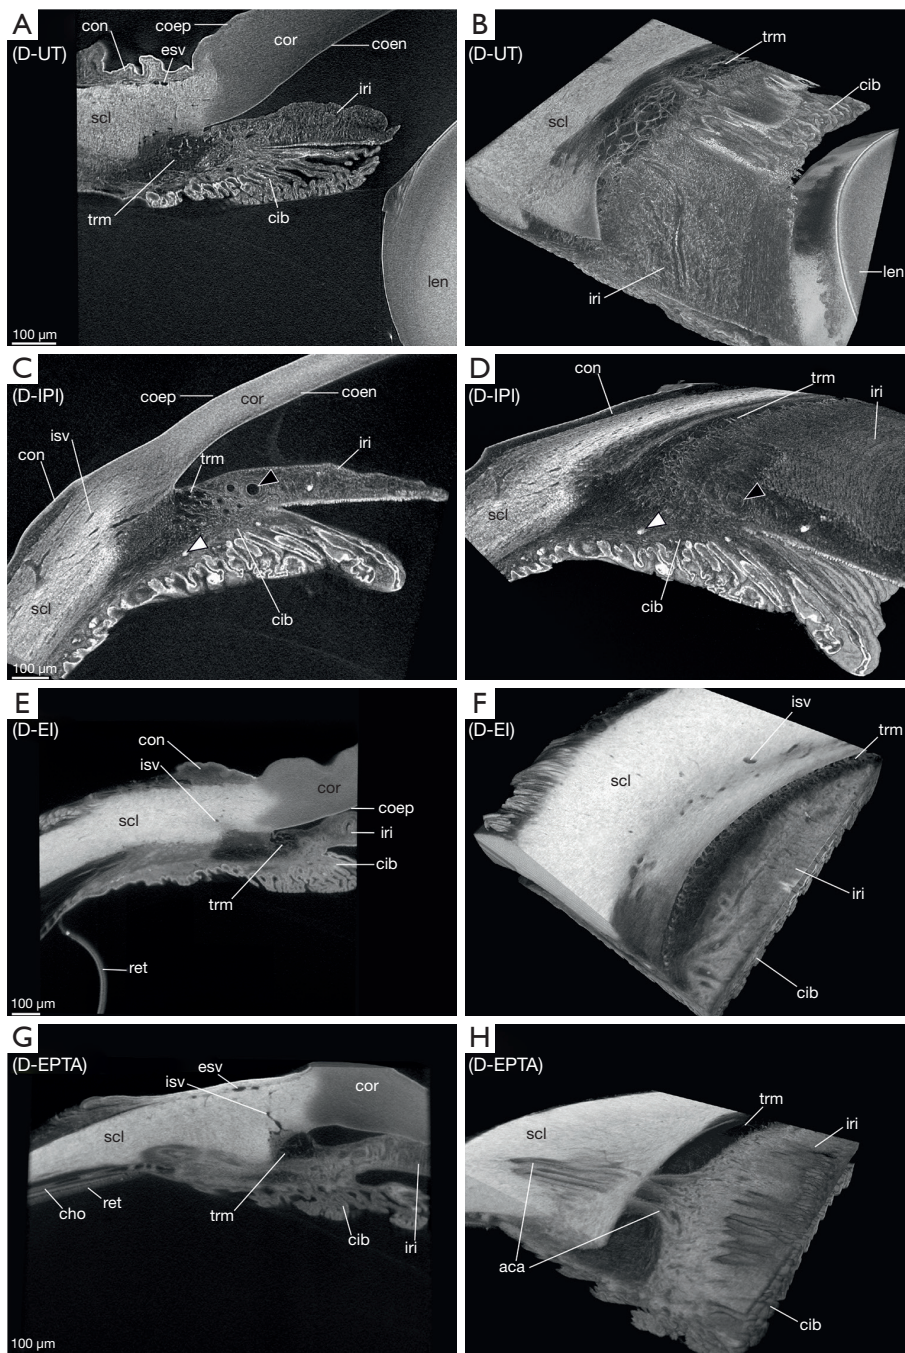 A
(D-UT)
con
esv
coep
cor
coen
iri
scl
trm
cib
len
100 µm
B
(D-UT)
trm
cib
scl
iri
len
C
(D-IPI)
coep
cor
coen
isv
con
trm
iri
scl
cib
100 µm
D
(D-IPI)
con
trm
iri
scl
cib
E
(D-EI)
con
isv
scl
cor
coep
iri
cib
trm
ret
100 µm
F
(D-EI)
isv
trm
scl
iri
cib
G
(D-EPTA)
esv
isv
cor
scl
cho
ret
trm
cib
iri
100 µm
H
(D-EPTA)
trm
iri
scl
aca
cib